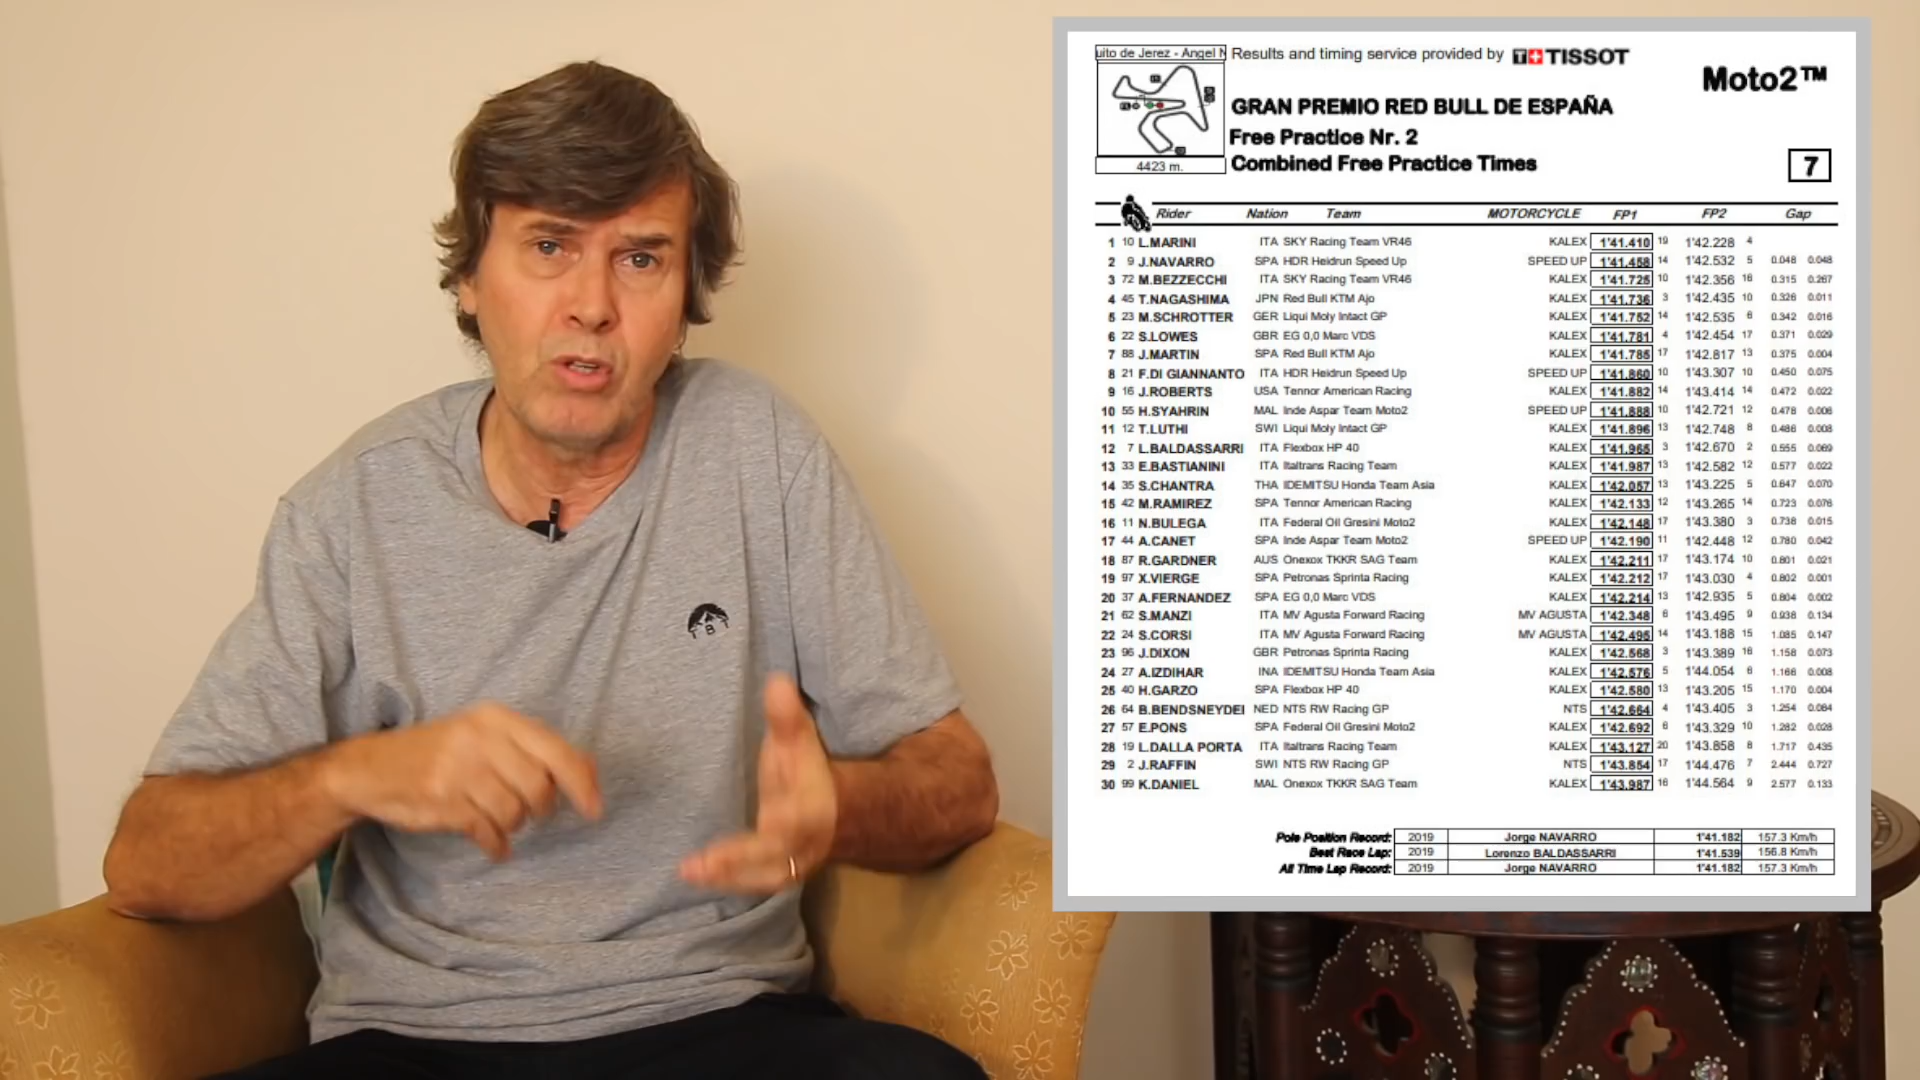 uito de Jerez - Angel N
Results and timing service provided by TISSOT
Moto2™
GRAN PREMIO RED BULL DE ESPAÑA
Free Practice Nr. 2
4423 m.
Combined Free Practice Times
7
Rider Nation Team MOTORCYCLE FP1 FP2 Gap
1 10 L.MARINI ITA SKY Racing Team VR46 KALEX 1'41.410 19 1'42.228 4
2 9 J.NAVARRO SPA HDR Heidrun Speed Up SPEED UP 1'41.458 14 1'42.532 5 0.048 0.048
3 72 M.BEZZECCHI ITA SKY Racing Team VR46 KALEX 1'41.725 10 1'42.356 16 0.315 0.267
4 45 T.NAGASHIMA JPN Red Bull KTM Ajo KALEX 1'41.736 3 1'42.435 10 0.326 0.011
5 23 M.SCHROTTER GER Liqui Moly Intact GP KALEX 1'41.752 14 1'42.535 6 0.342 0.016
6 22 S.LOWES GBR EG 0,0 Marc VDS KALEX 1'41.781 4 1'42.454 17 0.371 0.029
7 88 J.MARTIN SPA Red Bull KTM Ajo KALEX 1'41.785 17 1'42.817 13 0.375 0.004
8 21 F.DI GIANNANTO ITA HDR Heidrun Speed Up SPEED UP 1'41.860 10 1'43.307 10 0.450 0.075
9 16 J.ROBERTS USA Tennor American Racing KALEX 1'41.882 14 1'43.414 14 0.472 0.022
10 55 H.SYAHRIN MAL Inde Aspar Team Moto2 SPEED UP 1'41.888 10 1'42.721 12 0.478 0.006
11 12 T.LUTHI SWI Liqui Moly Intact GP KALEX 1'41.896 13 1'42.748 8 0.486 0.008
12 7 L.BALDASSARRI ITA Flexbox HP 40 KALEX 1'41.965 3 1'42.670 2 0.555 0.069
13 33 E.BASTIANINI ITA Italtrans Racing Team KALEX 1'41.987 13 1'42.582 12 0.577 0.022
14 35 S.CHANTRA THA IDEMITSU Honda Team Asia KALEX 1'42.057 13 1'43.225 5 0.647 0.070
15 42 M.RAMIREZ SPA Tennor American Racing KALEX 1'42.133 12 1'43.265 14 0.723 0.076
16 11 N.BULEGA ITA Federal Oil Gresini Moto2 KALEX 1'42.148 17 1'43.380 3 0.738 0.015
17 44 A.CANET SPA Inde Aspar Team Moto2 SPEED UP 1'42.190 11 1'42.448 12 0.780 0.042
18 87 R.GARDNER AUS Onexox TKKR SAG Team KALEX 1'42.211 17 1'43.174 10 0.801 0.021
19 97 X.VIERGE SPA Petronas Sprinta Racing KALEX 1'42.212 17 1'43.030 4 0.802 0.001
20 37 A.FERNANDEZ SPA EG 0,0 Marc VDS KALEX 1'42.214 13 1'42.935 5 0.804 0.002
21 62 S.MANZI ITA MV Agusta Forward Racing MV AGUSTA 1'42.348 6 1'43.495 9 0.938 0.134
22 24 S.CORSI ITA MV Agusta Forward Racing MV AGUSTA 1'42.495 14 1'43.188 15 1.085 0.147
23 96 J.DIXON GBR Petronas Sprinta Racing KALEX 1'42.568 3 1'43.389 16 1.158 0.073
24 27 A.IZDIHAR INA IDEMITSU Honda Team Asia KALEX 1'42.576 5 1'44.054 6 1.166 0.008
25 40 H.GARZO SPA Flexbox HP 40 KALEX 1'42.580 13 1'43.205 15 1.170 0.004
26 64 B.BENDSNEYDEI NED NTS RW Racing GP NTS 1'42.664 4 1'43.405 3 1.254 0.084
27 57 E.PONS SPA Federal Oil Gresini Moto2 KALEX 1'42.692 6 1'43.329 10 1.282 0.028
28 19 L.DALLA PORTA ITA Italtrans Racing Team KALEX 1'43.127 20 1'43.858 8 1.717 0.435
29 2 J.RAFFIN SWI NTS RW Racing GP NTS 1'43.854 17 1'44.476 7 2.444 0.727
30 99 K.DANIEL MAL Onexox TKKR SAG Team KALEX 1'43.987 16 1'44.564 9 2.577 0.133
Pole Position Record: 2019 Jorge NAVARRO 1'41.182 157.3 Km/h
Best Race Lap: 2019 Lorenzo BALDASSARRI 1'41.539 156.8 Km/h
All Time Lap Record: 2019 Jorge NAVARRO 1'41.182 157.3 Km/h
B